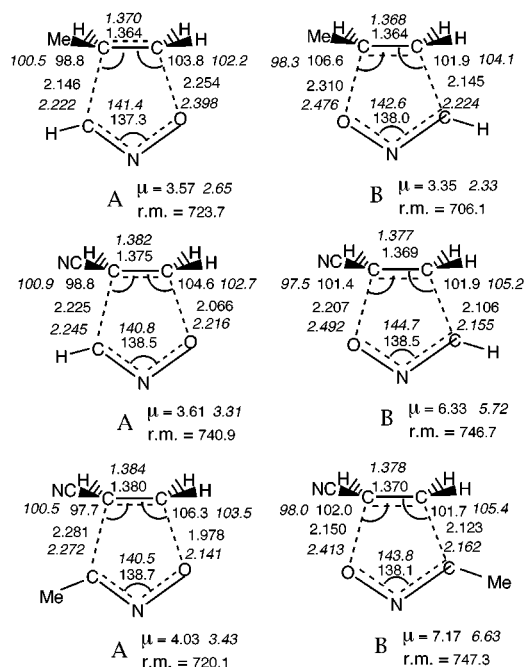 1.370 1.368
1.364 1.364
Me H C C H H Me H C C H H
100.5 98.8 103.8 102.2 98.3 106.6 101.9 104.1
2.146 2.254 2.310 2.145
2.222 141.4 2.398 2.476 142.6 2.224
H C 137.3 O O 138.0 C H
N N
A μ = 3.57 2.65 B μ = 3.35 2.33
r.m. = 723.7 r.m. = 706.1
1.382 1.377
1.375 1.369
NC H C C H H NC H C C H H
100.9 98.8 104.6 102.7 97.5 101.4 101.9 105.2
2.225 2.066 2.207 2.106
2.245 140.8 2.216 2.492 144.7 2.155
H C 138.5 O O 138.5 C H
N N
A μ = 3.61 3.31 B μ = 6.33 5.72
r.m. = 740.9 r.m. = 746.7
1.384 1.378
1.380 1.370
NC H C C H H NC H C C H H
100.5 97.7 106.3 103.5 98.0 102.0 101.7 105.4
2.281 1.978 2.150 2.123
2.272 140.5 2.141 2.413 143.8 2.162
Me C 138.7 O O 138.1 C Me
N N
A μ = 4.03 3.43 B μ = 7.17 6.63
r.m. = 720.1 r.m. = 747.3